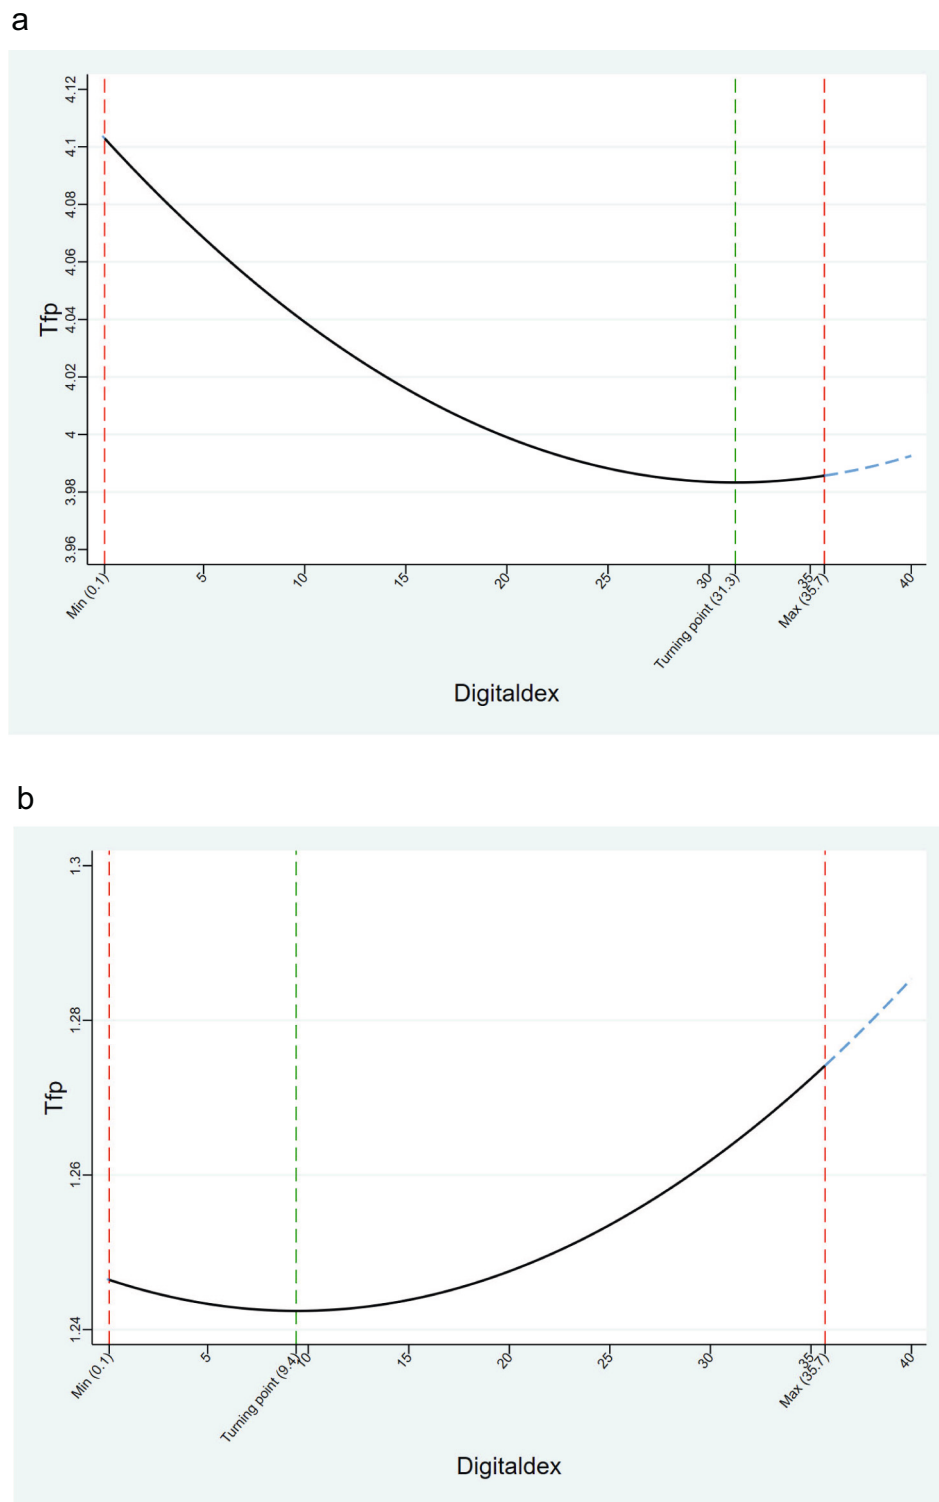 a
4.12
4.1
4.08
4.06
4.04
4.02
4
3.98
3.96
Tfp
Min (0.1)
5
10
15
20
25
30
Turning point (31.3)
35
Max (35.7)
40
Digitaldex
b
1.3
1.28
1.26
1.24
Tfp
Min (0.1)
5
Turning point (9.4)
10
15
20
25
30
35
Max (35.7)
40
Digitaldex